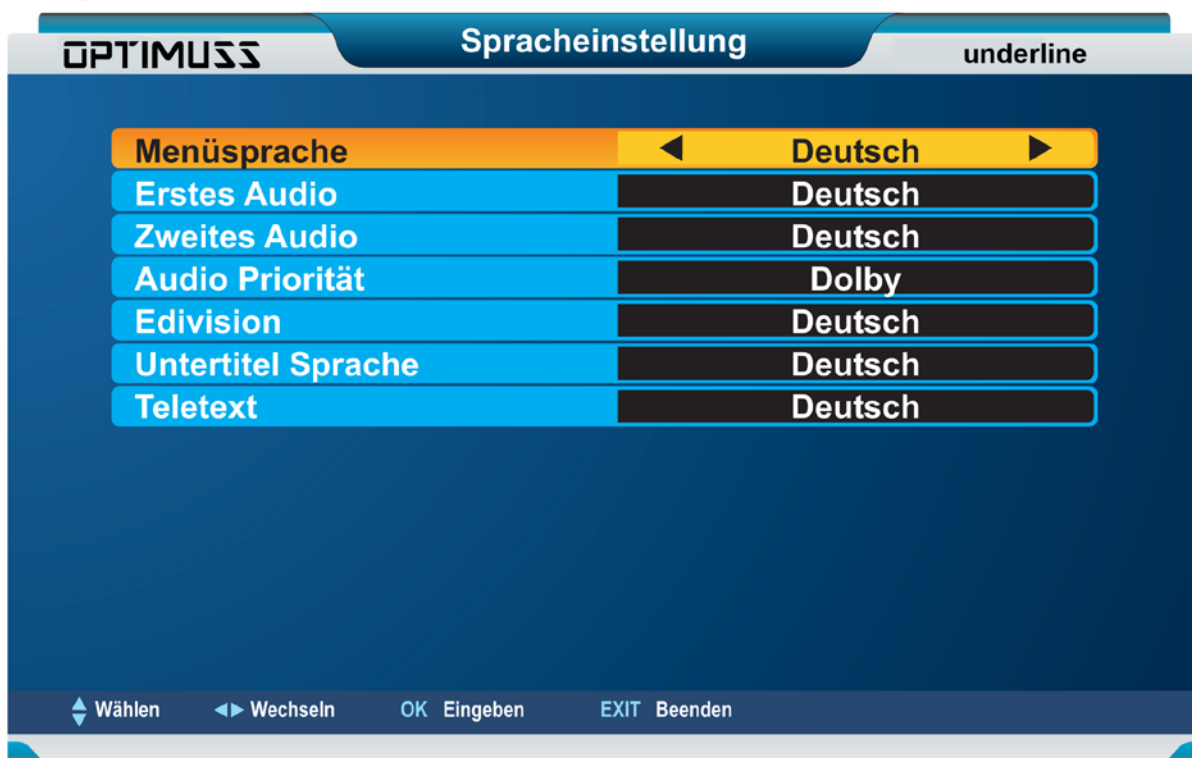 OPTIMUSS
Spracheinstellung
underline
Menüsprache Deutsch
Erstes Audio Deutsch
Zweites Audio Deutsch
Audio Priorität Dolby
Edivision Deutsch
Untertitel Sprache Deutsch
Teletext Deutsch
Wählen Wechseln OK Eingeben EXIT Beenden